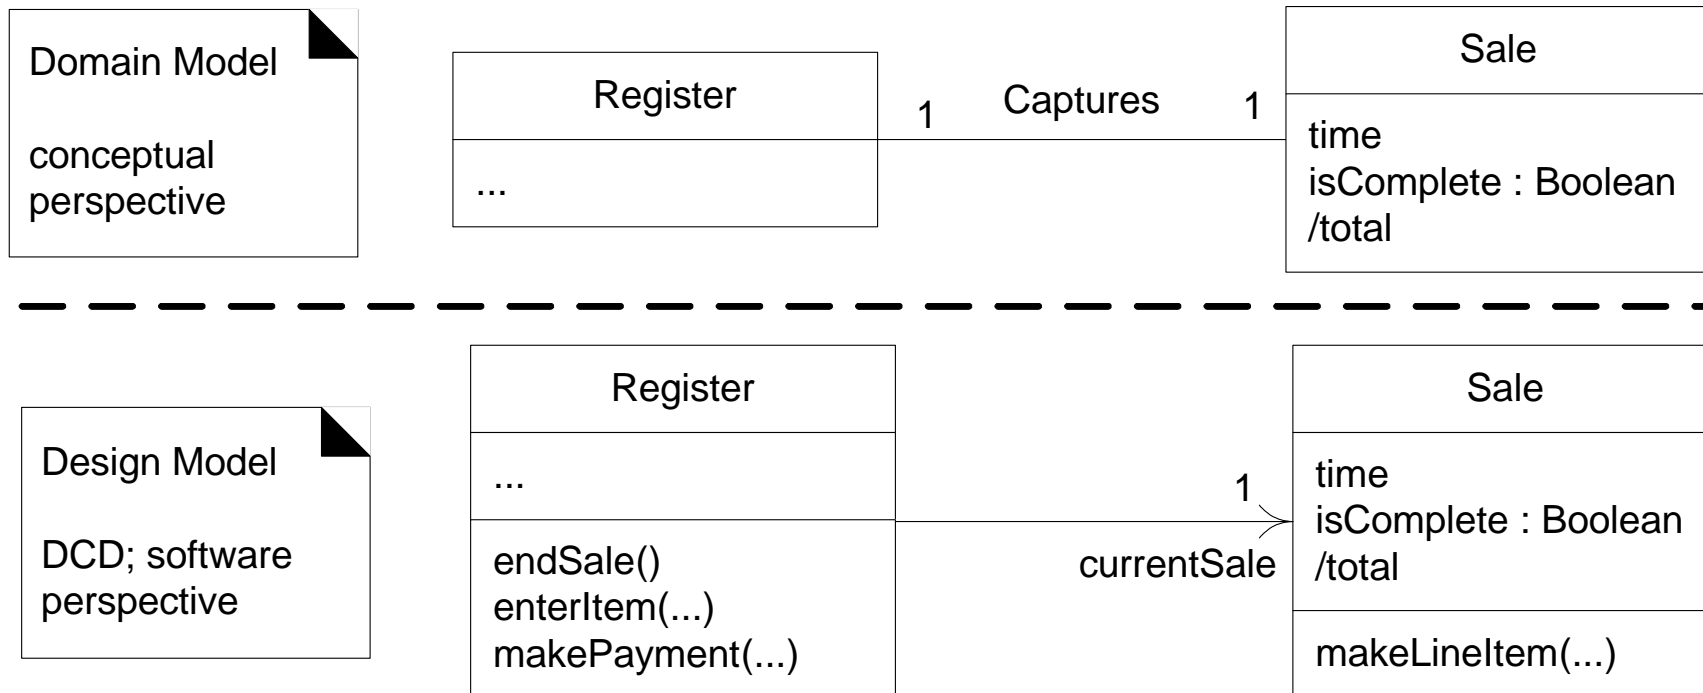 Domain Model
conceptual
perspective
Register
...
1
Captures
1
Sale
time
isComplete : Boolean
/total
Design Model
DCD; software
perspective
Register
...
endSale()
enterItem(...)
makePayment(...)
1
currentSale
Sale
time
isComplete : Boolean
/total
makeLineItem(...)